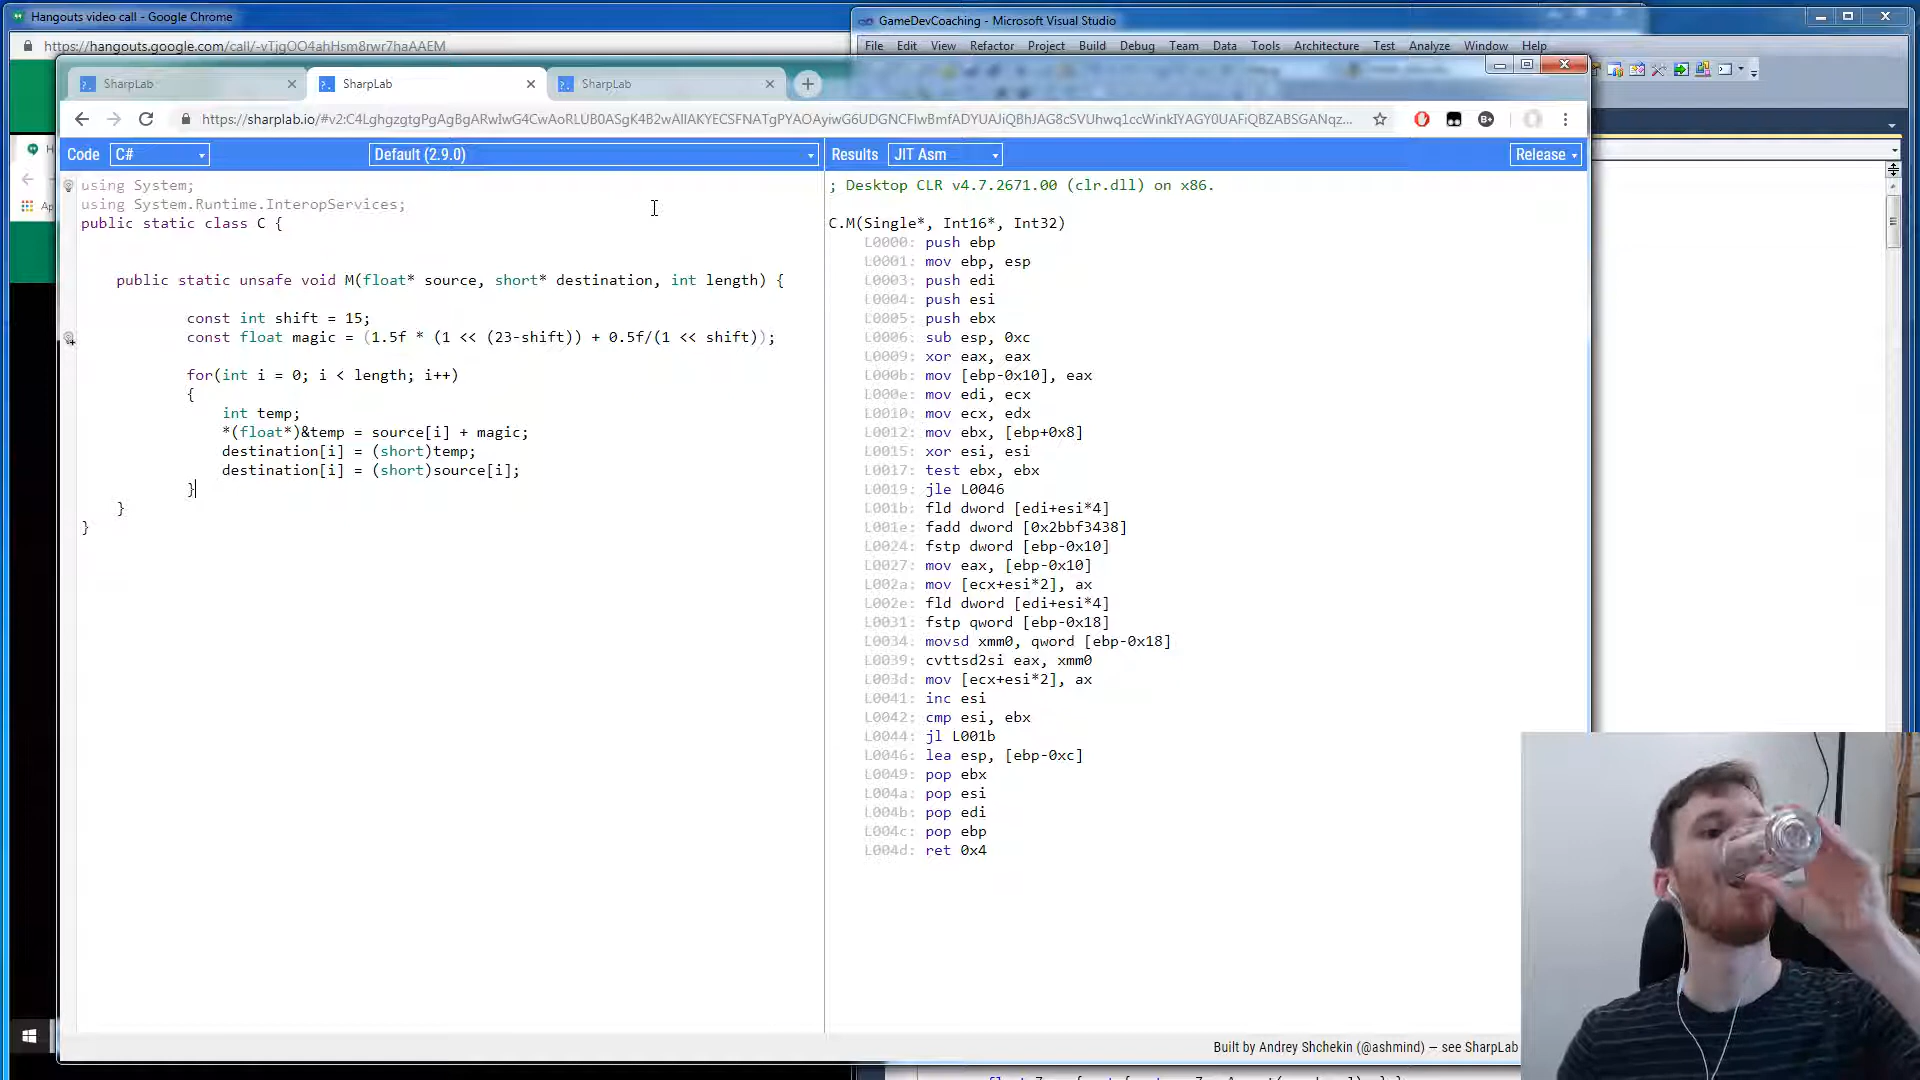 Hangouts video call - Google Chrome
https://hangouts.google.com/call/-vTjgOO4ahHsm8rwr7haAAEM
GameDevCoaching - Microsoft Visual Studio
File Edit View Refactor Project Build Debug Team Data Tools Architecture Test Analyze Window Help
SharpLab
SharpLab
SharpLab
https://sharplab.io/#v2:C4LghgzgtgPgAgBgARwIwG4CwAoRLUB0ASgK4B2wAlIAKYECSFNATgPYAOAyiwG6UDGNCFIwBmfADYUAJiQBhJAG8cSVUhwq1ccWinkIYAGY0UAFiQBZABSGANqz...
Code C# Default (2.9.0)
Results JIT Asm Release
using System;
using System.Runtime.InteropServices;
public static class C {
public static unsafe void M(float* source, short* destination, int length) {
const int shift = 15;
const float magic = (1.5f * (1 << (23-shift)) + 0.5f/(1 << shift));
for(int i = 0; i < length; i++)
{
int temp;
*(float*)&temp = source[i] + magic;
destination[i] = (short)temp;
destination[i] = (short)source[i];
}
}
}
; Desktop CLR v4.7.2671.00 (clr.dll) on x86.
C.M(Single*, Int16*, Int32)
L0000: push ebp
L0001: mov ebp, esp
L0003: push edi
L0004: push esi
L0005: push ebx
L0006: sub esp, 0xc
L0009: xor eax, eax
L000b: mov [ebp-0x10], eax
L000e: mov edi, ecx
L0010: mov ecx, edx
L0012: mov ebx, [ebp+0x8]
L0015: xor esi, esi
L0017: test ebx, ebx
L0019: jle L0046
L001b: fld dword [edi+esi*4]
L001e: fadd dword [0x2bbf3438]
L0024: fstp dword [ebp-0x10]
L0027: mov eax, [ebp-0x10]
L002a: mov [ecx+esi*2], ax
L002e: fld dword [edi+esi*4]
L0031: fstp qword [ebp-0x18]
L0034: movsd xmm0, qword [ebp-0x18]
L0039: cvttsd2si eax, xmm0
L003d: mov [ecx+esi*2], ax
L0041: inc esi
L0042: cmp esi, ebx
L0044: jl L001b
L0046: lea esp, [ebp-0xc]
L0049: pop ebx
L004a: pop esi
L004b: pop edi
L004c: pop ebp
L004d: ret 0x4
Built by Andrey Shchekin (@ashmind) — see SharpLab